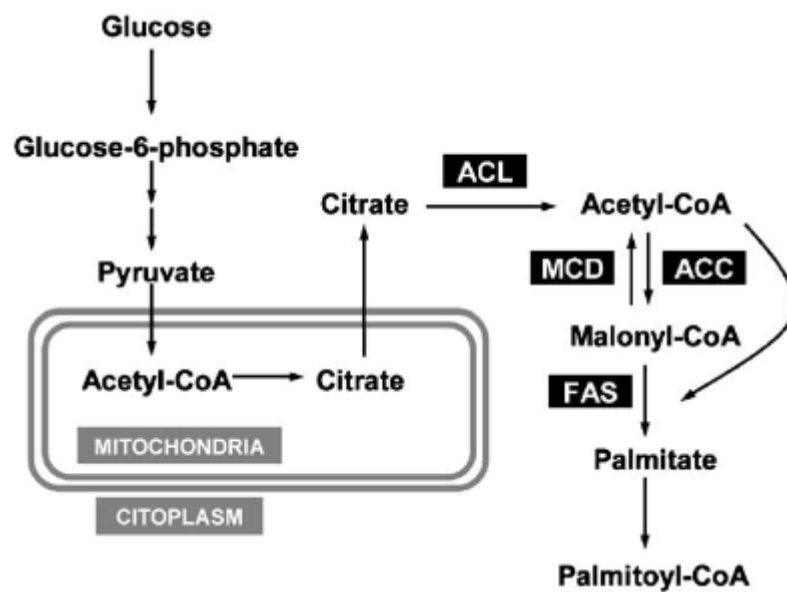 Glucose
Glucose-6-phosphate
ACL
Citrate
Acetyl-CoA
Pyruvate
MCD
ACC
Malonyl-CoA
Acetyl-CoA
Citrate
FAS
MITOCHONDRIA
Palmitate
CITOPLASM
Palmitoyl-CoA